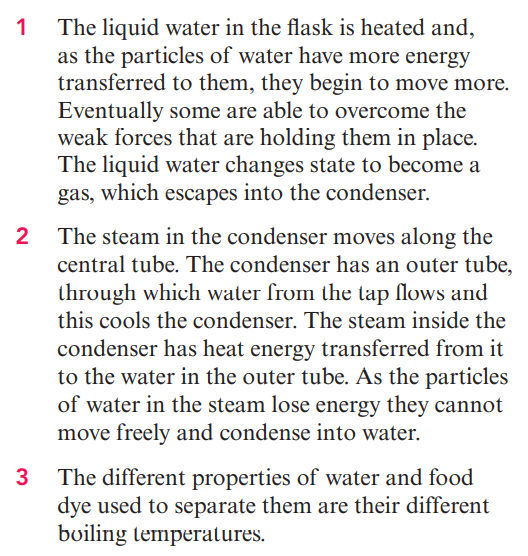 1 The liquid water in the flask is heated and,
as the particles of water have more energy
transferred to them, they begin to move more.
Eventually some are able to overcome the
weak forces that are holding them in place.
The liquid water changes state to become a
gas, which escapes into the condenser.
2 The steam in the condenser moves along the
central tube. The condenser has an outer tube,
through which water from the tap flows and
this cools the condenser. The steam inside the
condenser has heat energy transferred from it
to the water in the outer tube. As the particles
of water in the steam lose energy they cannot
move freely and condense into water.
3 The different properties of water and food
dye used to separate them are their different
boiling temperatures.